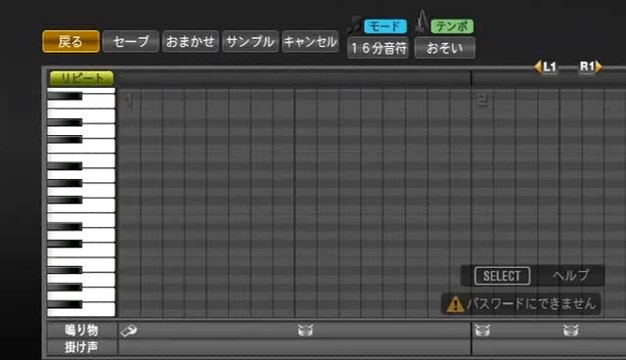 モード テンポ
戻る セーブ おまかせ サンプル キャンセル 16分音符 おそい
L1 R1
リピート
1 2
SELECT ヘルプ
パスワードにできません
鳴り物
掛け声